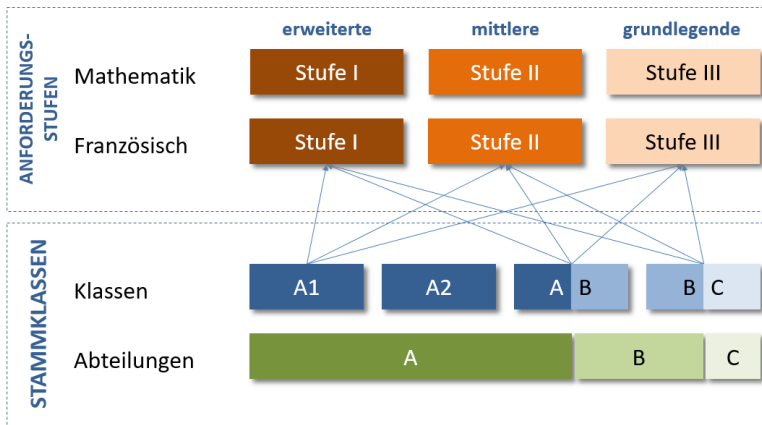 erweiterte mittlere grundlegende
ANFORDERUNGS-
STUFEN
Mathematik Stufe I Stufe II Stufe III
Französisch Stufe I Stufe II Stufe III
STAMMKLASSEN
Klassen A1 A2 A B B C
Abteilungen A B C